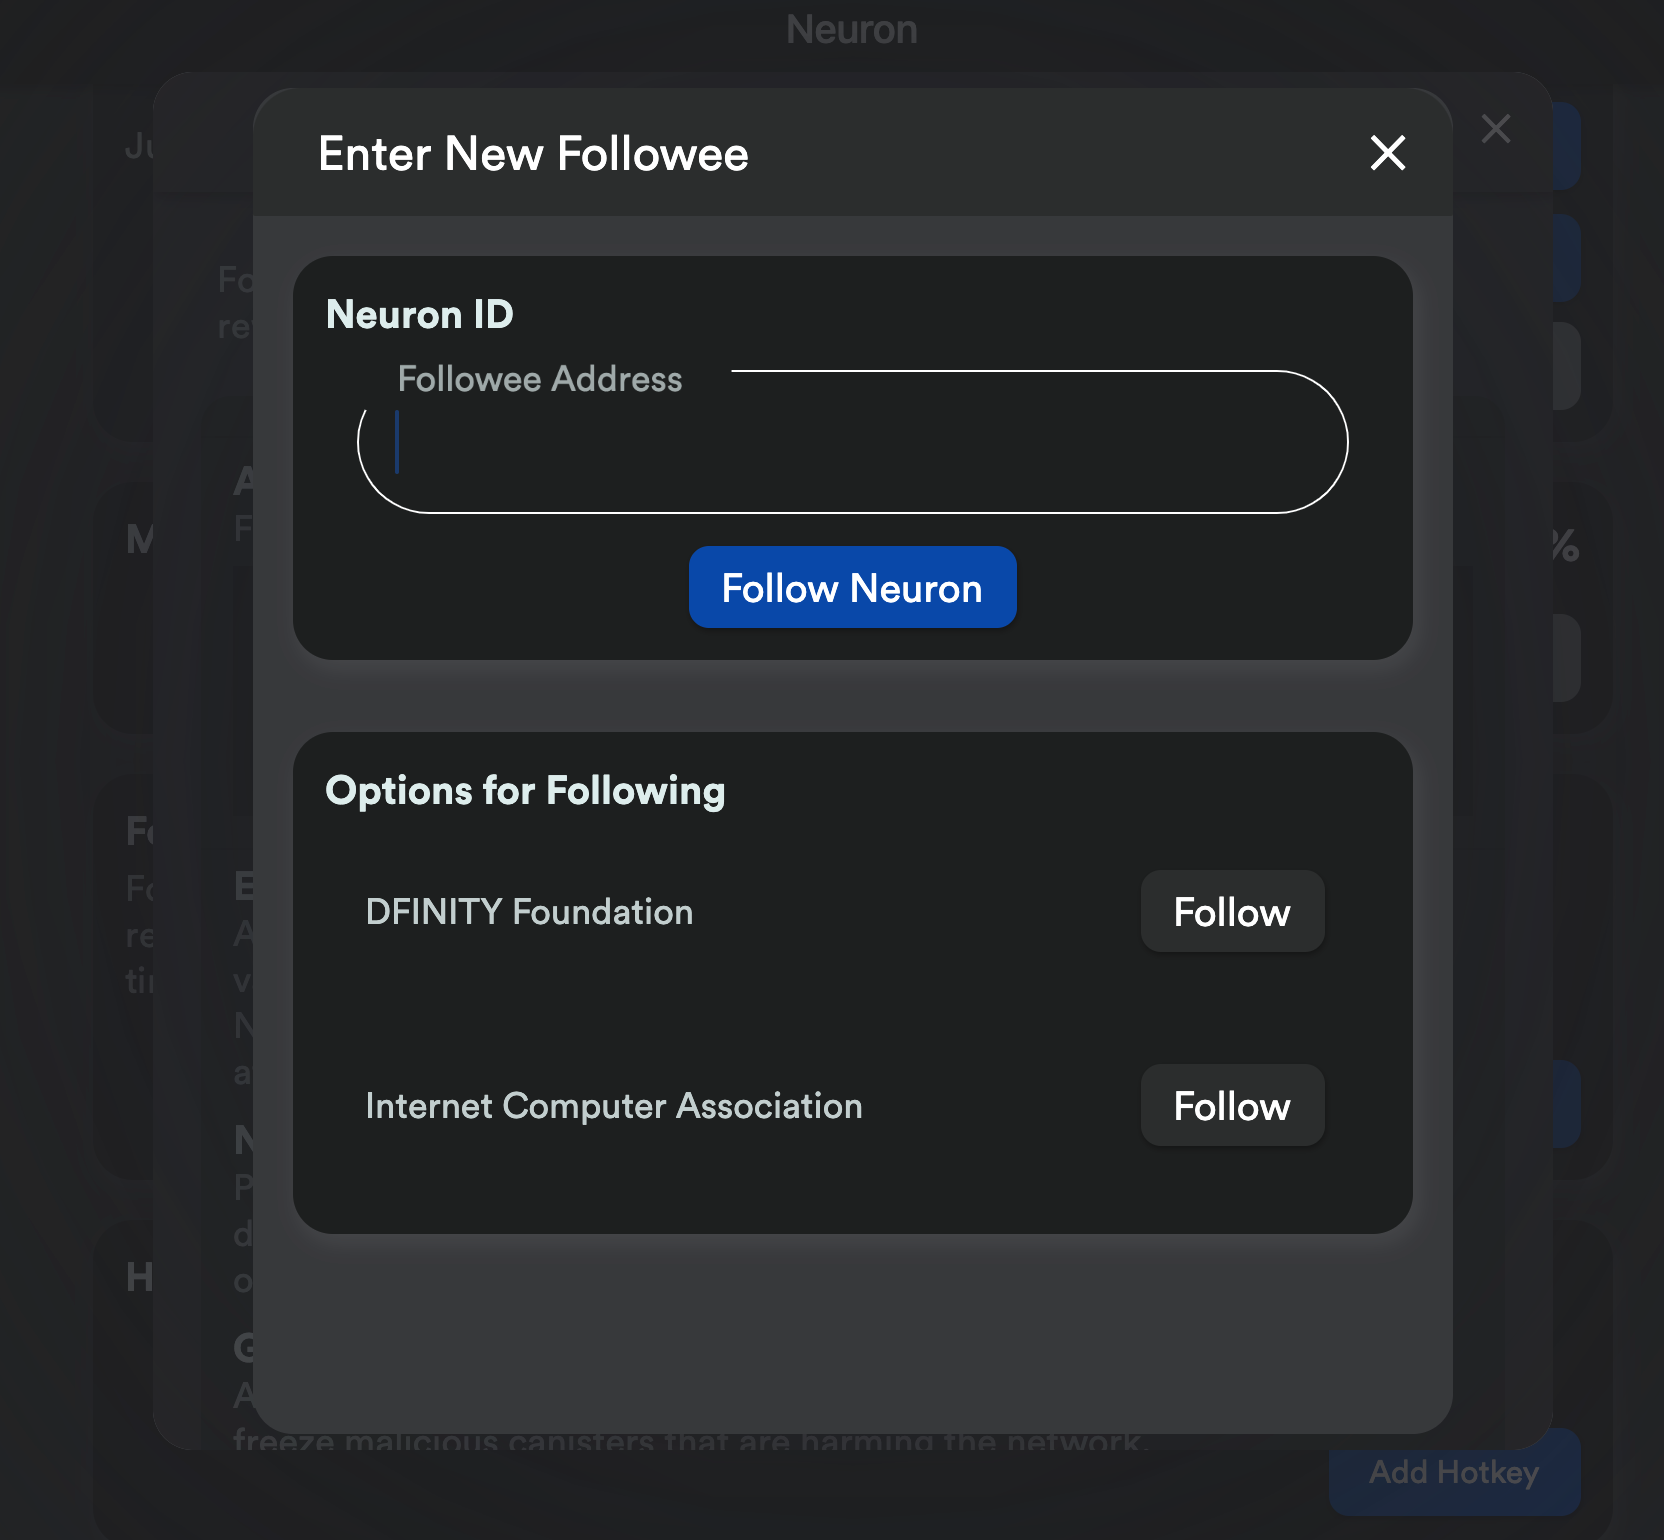 Neuron
Enter New Followee
Neuron ID
Followee Address
Follow Neuron
Options for Following
DFINITY Foundation
Follow
Internet Computer Association
Follow
freeze malicious canisters that are harming the network.
Add Hotkey